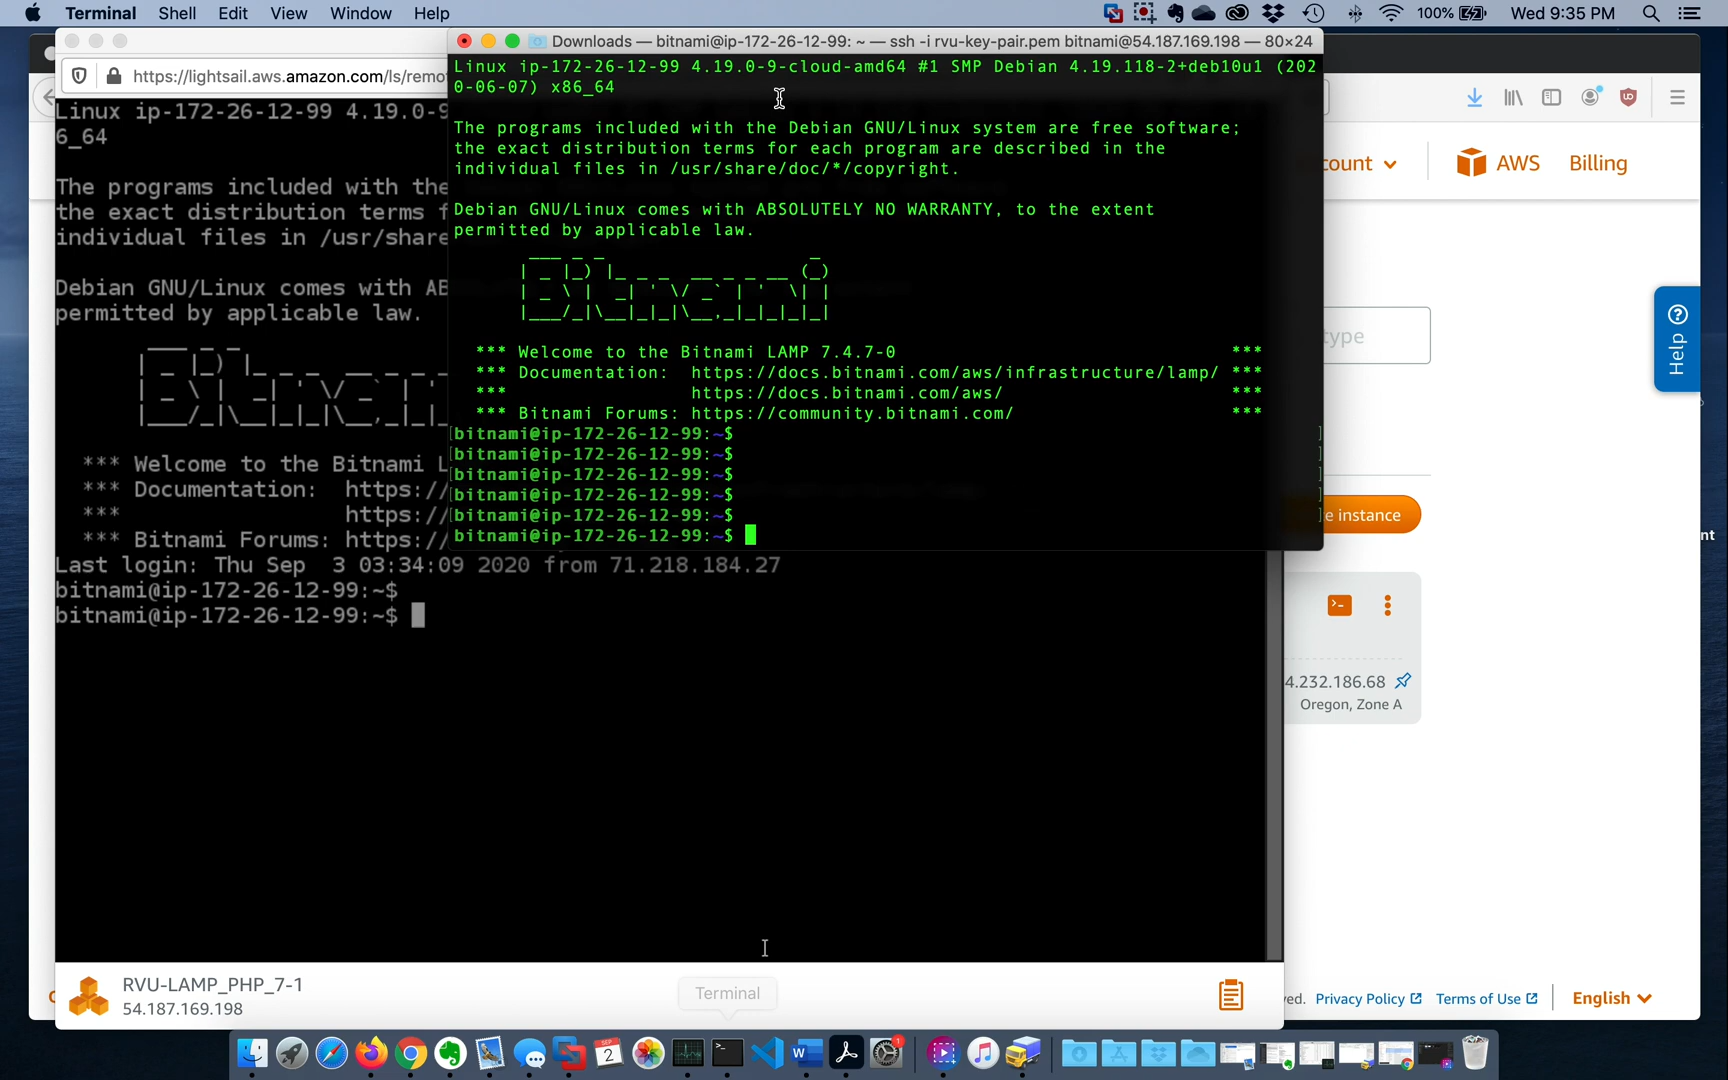 Terminal Shell Edit View Window Help
100% Wed 9:35 PM
Downloads — bitnami@ip-172-26-12-99: ~ — ssh -i rvu-key-pair.pem bitnami@54.187.169.198 — 80×24
https://lightsail.aws.amazon.com/ls/remo
Linux ip-172-26-12-99 4.19.0-9-cloud-amd64 #1 SMP Debian 4.19.118-2+deb10u1 (202
0-06-07) x86_64
The programs included with the Debian GNU/Linux system are free software;
the exact distribution terms for each program are described in the
individual files in /usr/share/doc/*/copyright.
Debian GNU/Linux comes with ABSOLUTELY NO WARRANTY, to the extent
permitted by applicable law.
Bitnami
*** Welcome to the Bitnami LAMP 7.4.7-0 ***
*** Documentation: https://docs.bitnami.com/aws/infrastructure/lamp/ ***
*** https://docs.bitnami.com/aws/ ***
*** Bitnami Forums: https://community.bitnami.com/ ***
[bitnami@ip-172-26-12-99:~$ ]
[bitnami@ip-172-26-12-99:~$ ]
[bitnami@ip-172-26-12-99:~$ ]
[bitnami@ip-172-26-12-99:~$ ]
[bitnami@ip-172-26-12-99:~$ ]
bitnami@ip-172-26-12-99:~$
Linux ip-172-26-12-99 4.19.0-9
6_64
The programs included with the
the exact distribution terms f
individual files in /usr/share
Debian GNU/Linux comes with AB
permitted by applicable law.
*** Welcome to the Bitnami L
*** Documentation: https://
*** https:/
*** Bitnami Forums: https:/
Last login: Thu Sep 3 03:34:09 2020 from 71.218.184.27
bitnami@ip-172-26-12-99:~$
bitnami@ip-172-26-12-99:~$
RVU-LAMP_PHP_7-1
54.187.169.198
Terminal
count AWS Billing
Help
type
e instance
nt
4.232.186.68
Oregon, Zone A
ved. Privacy Policy Terms of Use English
SEP
2
1